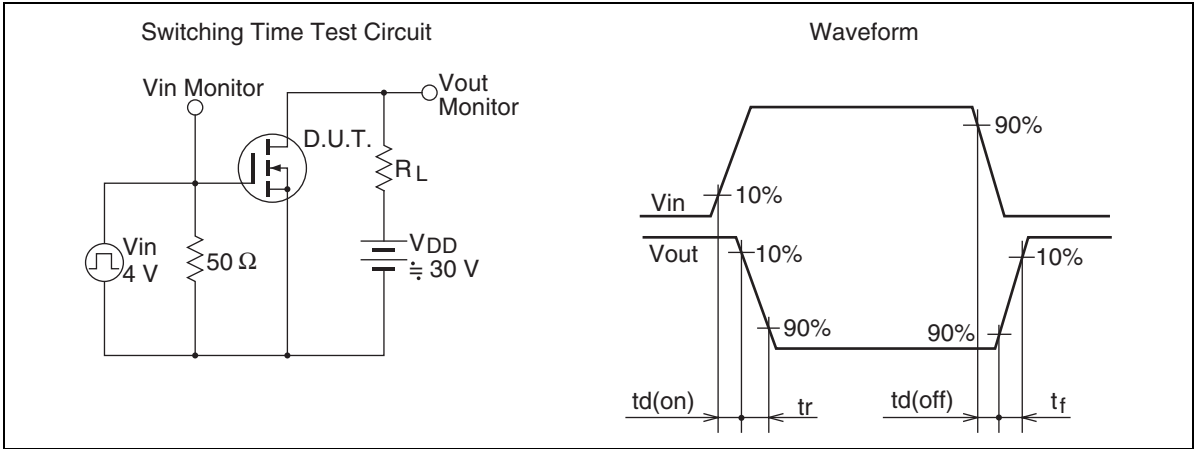 Switching Time Test Circuit
Vin Monitor
Vout
Monitor
D.U.T.
RL
Vin
4 V
50 Ω
VDD
≒ 30 V
Waveform
Vin
10%
90%
Vout
10%
90%
90%
10%
td(on)
tr
td(off)
tf